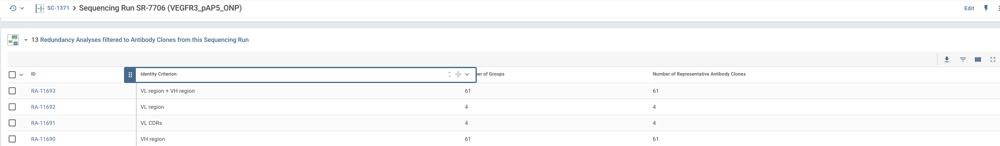 SC-1371 > Sequencing Run SR-7706 (VEGFR3_pAP5_ONP) Edit
13 Redundancy Analyses filtered to Antibody Clones from this Sequencing Run
ID Identity Criterion of Groups Number of Representative Antibody Clones
RA-11693 VL region + VH region 61 61
RA-11692 VL region 4 4
RA-11691 VL CDRs 4 4
RA-11690 VH region 61 61